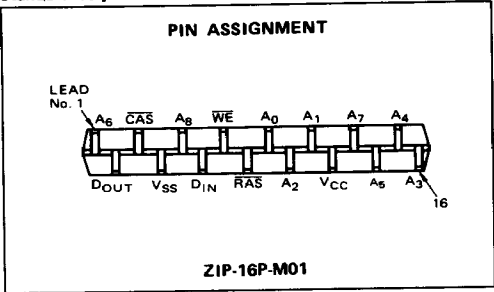 PIN ASSIGNMENT
LEAD
No. 1
A6 CAS A8 WE A0 A1 A7 A4
DOUT VSS DIN RAS A2 VCC A5 A3
16
ZIP-16P-M01